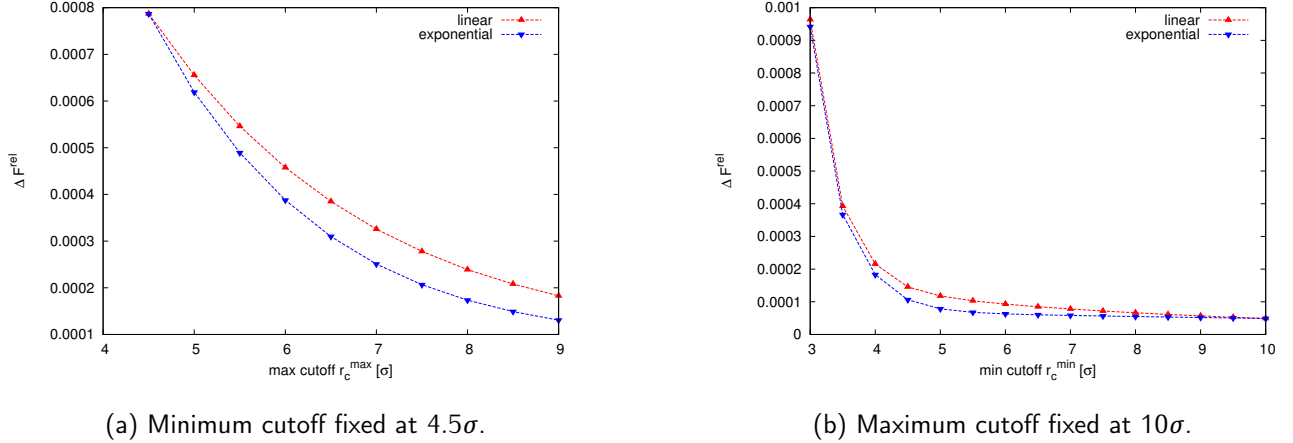 0.0008
0.0007
0.0006
0.0005
0.0004
0.0003
0.0002
0.0001
4 5 6 7 8 9
Δ F^rel
max cutoff r_c^max [σ]
linear
exponential
(a) Minimum cutoff fixed at 4.5σ.
0.001
0.0009
0.0008
0.0007
0.0006
0.0005
0.0004
0.0003
0.0002
0.0001
0
3 4 5 6 7 8 9 10
Δ F^rel
min cutoff r_c^min [σ]
linear
exponential
(b) Maximum cutoff fixed at 10σ.